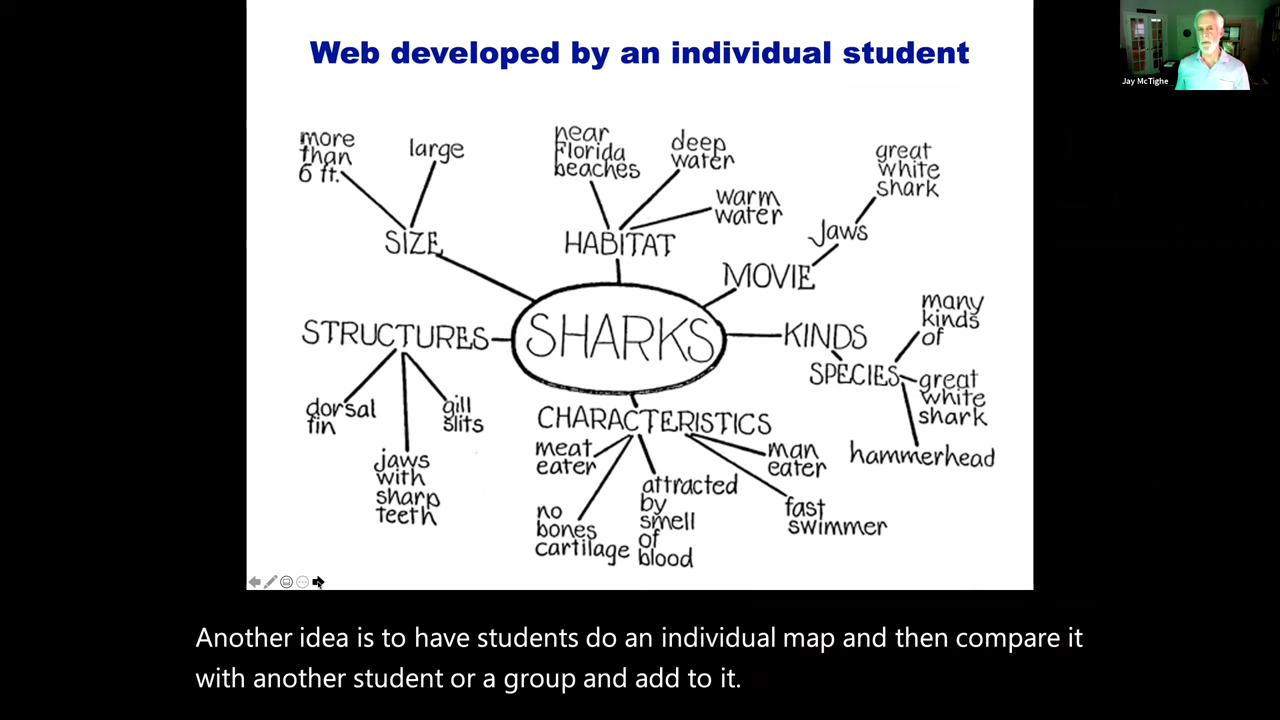 Web developed by an individual student
Jay McTighe
more
than
6 ft.
large
SIZE
near
Florida
beaches
deep
water
warm
water
HABITAT
great
white
shark
Jaws
MOVIE
STRUCTURES
SHARKS
KINDS
many
kinds
of
SPECIES
great
white
shark
hammerhead
dorsal
fin
gill
slits
jaws
with
sharp
teeth
CHARACTERISTICS
meat
eater
no
bones
cartilage
attracted
by
smell
of
blood
man
eater
fast
swimmer
Another idea is to have students do an individual map and then compare it
with another student or a group and add to it.